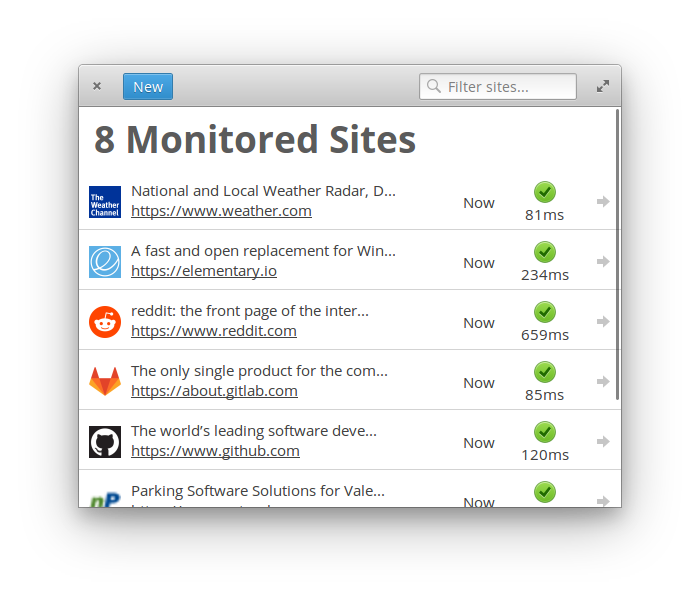 New
Filter sites...
8 Monitored Sites
The
Weather
Channel
National and Local Weather Radar, D...
https://www.weather.com
Now
81ms
A fast and open replacement for Win...
https://elementary.io
Now
234ms
reddit: the front page of the inter...
https://www.reddit.com
Now
659ms
The only single product for the com...
https://about.gitlab.com
Now
85ms
The world’s leading software deve...
https://www.github.com
Now
120ms
nP
Parking Software Solutions for Vale...
Now